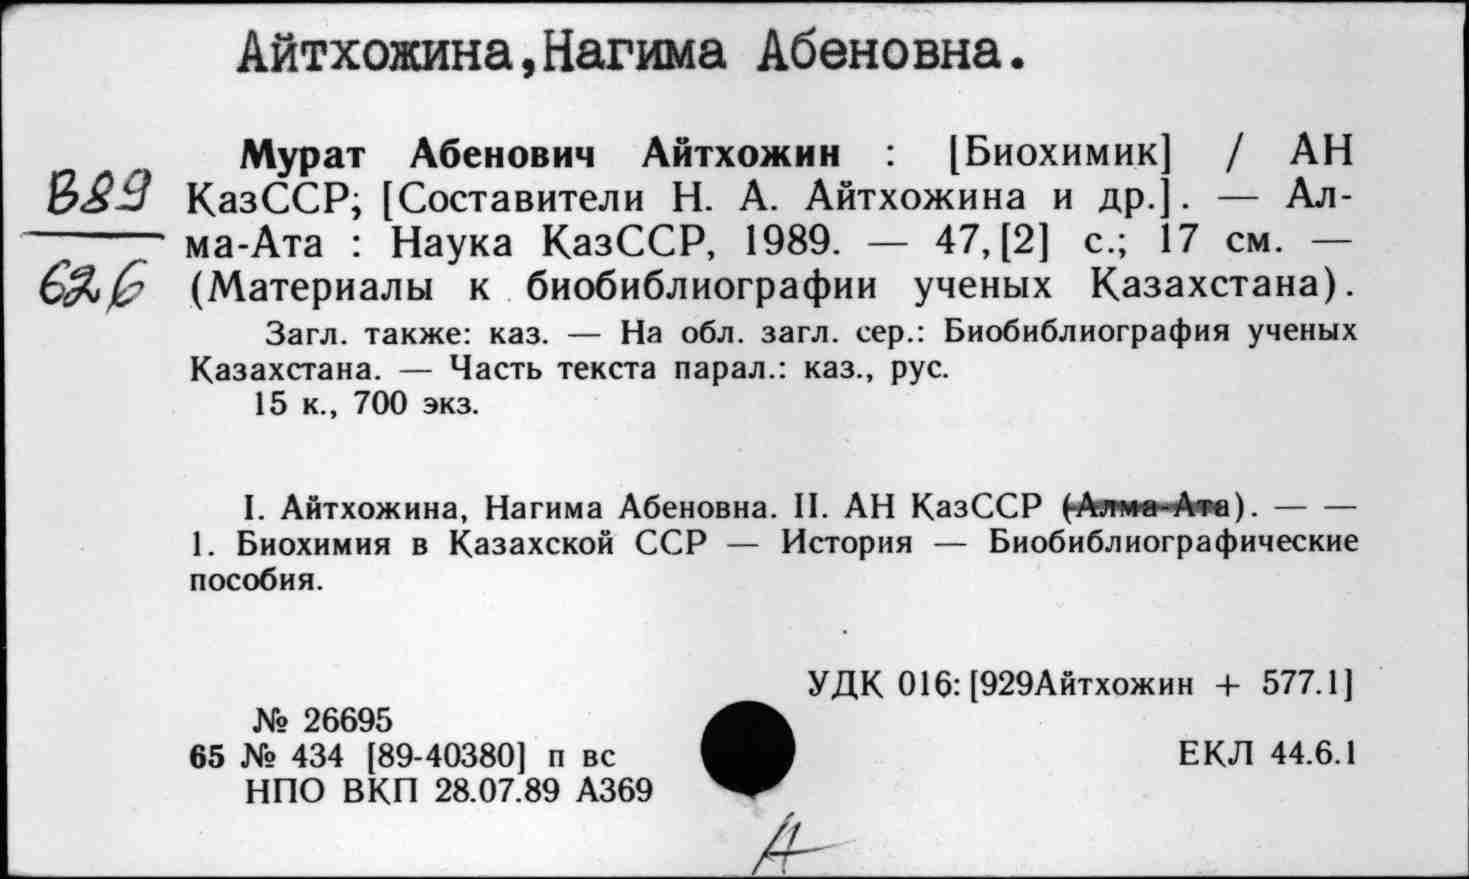 Айтхожина,Нагима Абеновна.
В89
626
Мурат Абенович Айтхожин : [Биохимик] / АН
КазССР; [Составители Н. А. Айтхожина и др.]. — Ал-
ма-Ата : Наука КазССР, 1989. — 47,[2] с.; 17 см. —
(Материалы к биобиблиографии ученых Казахстана).
Загл. также: каз. — На обл. загл. сер.: Биобиблиография ученых
Казахстана. — Часть текста парал.: каз., рус.
15 к., 700 экз.
I. Айтхожина, Нагима Абеновна. II. АН КазССР (Алма-Ата). — —
1. Биохимия в Казахской ССР — История — Биобиблиографические
пособия.
УДК 016:[929Айтхожин + 577.1]
№ 26695
65 № 434 [89-40380] п вс
ЕКЛ 44.6.1
НПО ВКП 28.07.89 А369
А